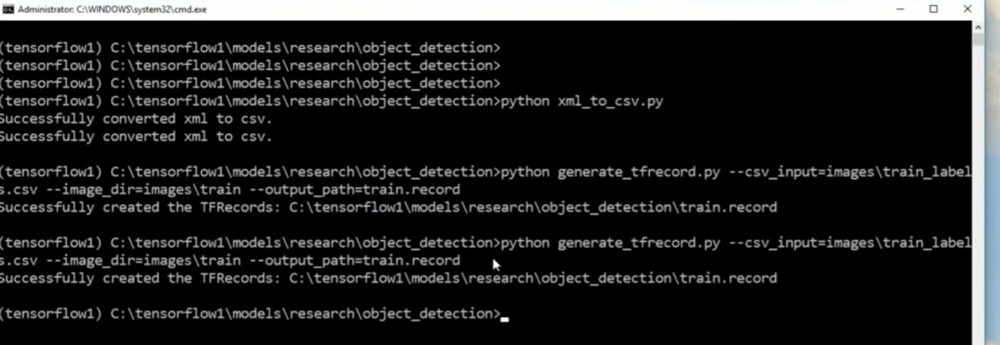 Administrator: C:\WINDOWS\system32\cmd.exe
(tensorflow1) C:\tensorflow1\models\research\object_detection>
(tensorflow1) C:\tensorflow1\models\research\object_detection>
(tensorflow1) C:\tensorflow1\models\research\object_detection>
(tensorflow1) C:\tensorflow1\models\research\object_detection>python xml_to_csv.py
Successfully converted xml to csv.
Successfully converted xml to csv.
(tensorflow1) C:\tensorflow1\models\research\object_detection>python generate_tfrecord.py --csv_input=images\train_label
s.csv --image_dir=images\train --output_path=train.record
Successfully created the TFRecords: C:\tensorflow1\models\research\object_detection\train.record
(tensorflow1) C:\tensorflow1\models\research\object_detection>python generate_tfrecord.py --csv_input=images\train_label
s.csv --image_dir=images\train --output_path=train.record
Successfully created the TFRecords: C:\tensorflow1\models\research\object_detection\train.record
(tensorflow1) C:\tensorflow1\models\research\object_detection>